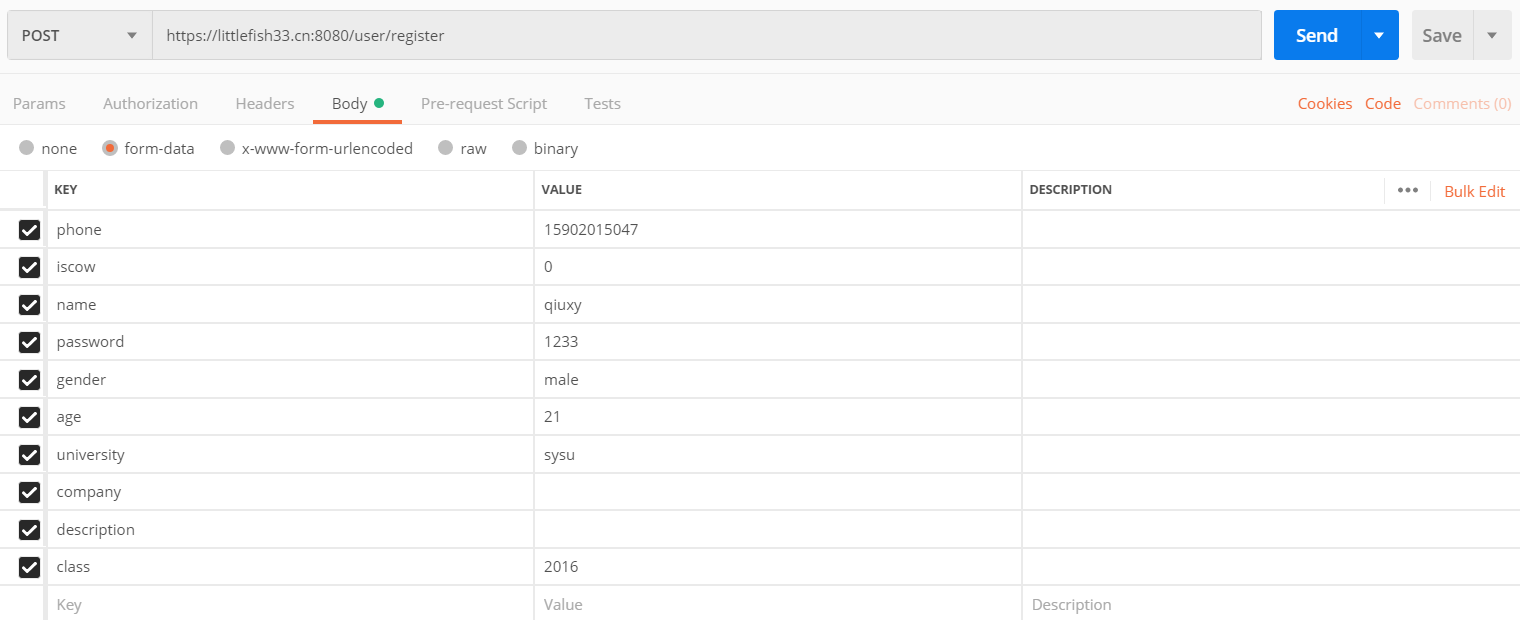 POST https://littlefish33.cn:8080/user/register Send Save
Params Authorization Headers Body Pre-request Script Tests Cookies Code Comments (0)
none form-data x-www-form-urlencoded raw binary
KEY VALUE DESCRIPTION Bulk Edit
phone 15902015047
iscow 0
name qiuxy
password 1233
gender male
age 21
university sysu
company
description
class 2016
Key Value Description